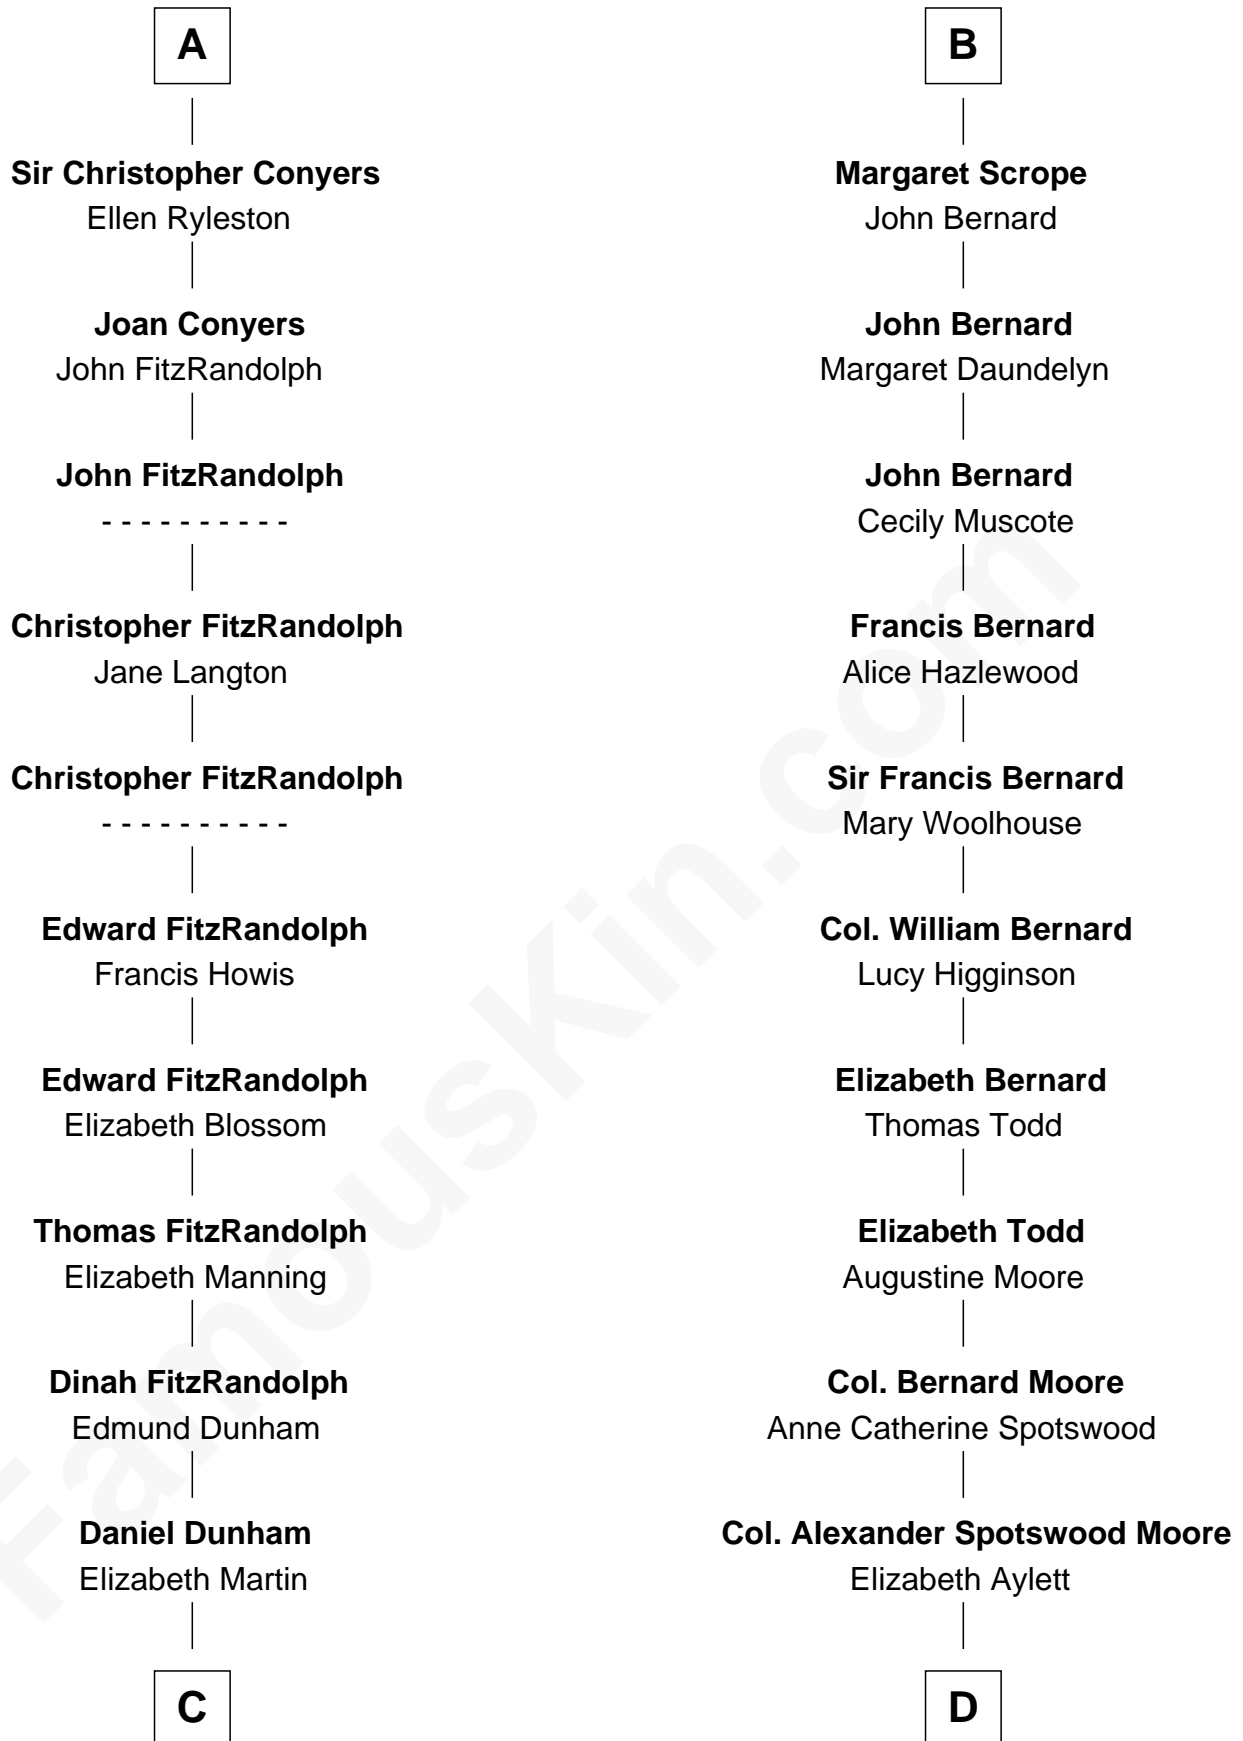 A
Sir Christopher Conyers
Ellen Ryleston
Joan Conyers
John FitzRandolph
John FitzRandolph
- - - - - - - - - -
Christopher FitzRandolph
Jane Langton
Christopher FitzRandolph
- - - - - - - - - -
Edward FitzRandolph
Francis Howis
Edward FitzRandolph
Elizabeth Blossom
Thomas FitzRandolph
Elizabeth Manning
Dinah FitzRandolph
Edmund Dunham
Daniel Dunham
Elizabeth Martin
C
B
Margaret Scrope
John Bernard
John Bernard
Margaret Daundelyn
John Bernard
Cecily Muscote
Francis Bernard
Alice Hazlewood
Sir Francis Bernard
Mary Woolhouse
Col. William Bernard
Lucy Higginson
Elizabeth Bernard
Thomas Todd
Elizabeth Todd
Augustine Moore
Col. Bernard Moore
Anne Catherine Spotswood
Col. Alexander Spotswood Moore
Elizabeth Aylett
D
FamousKin.com